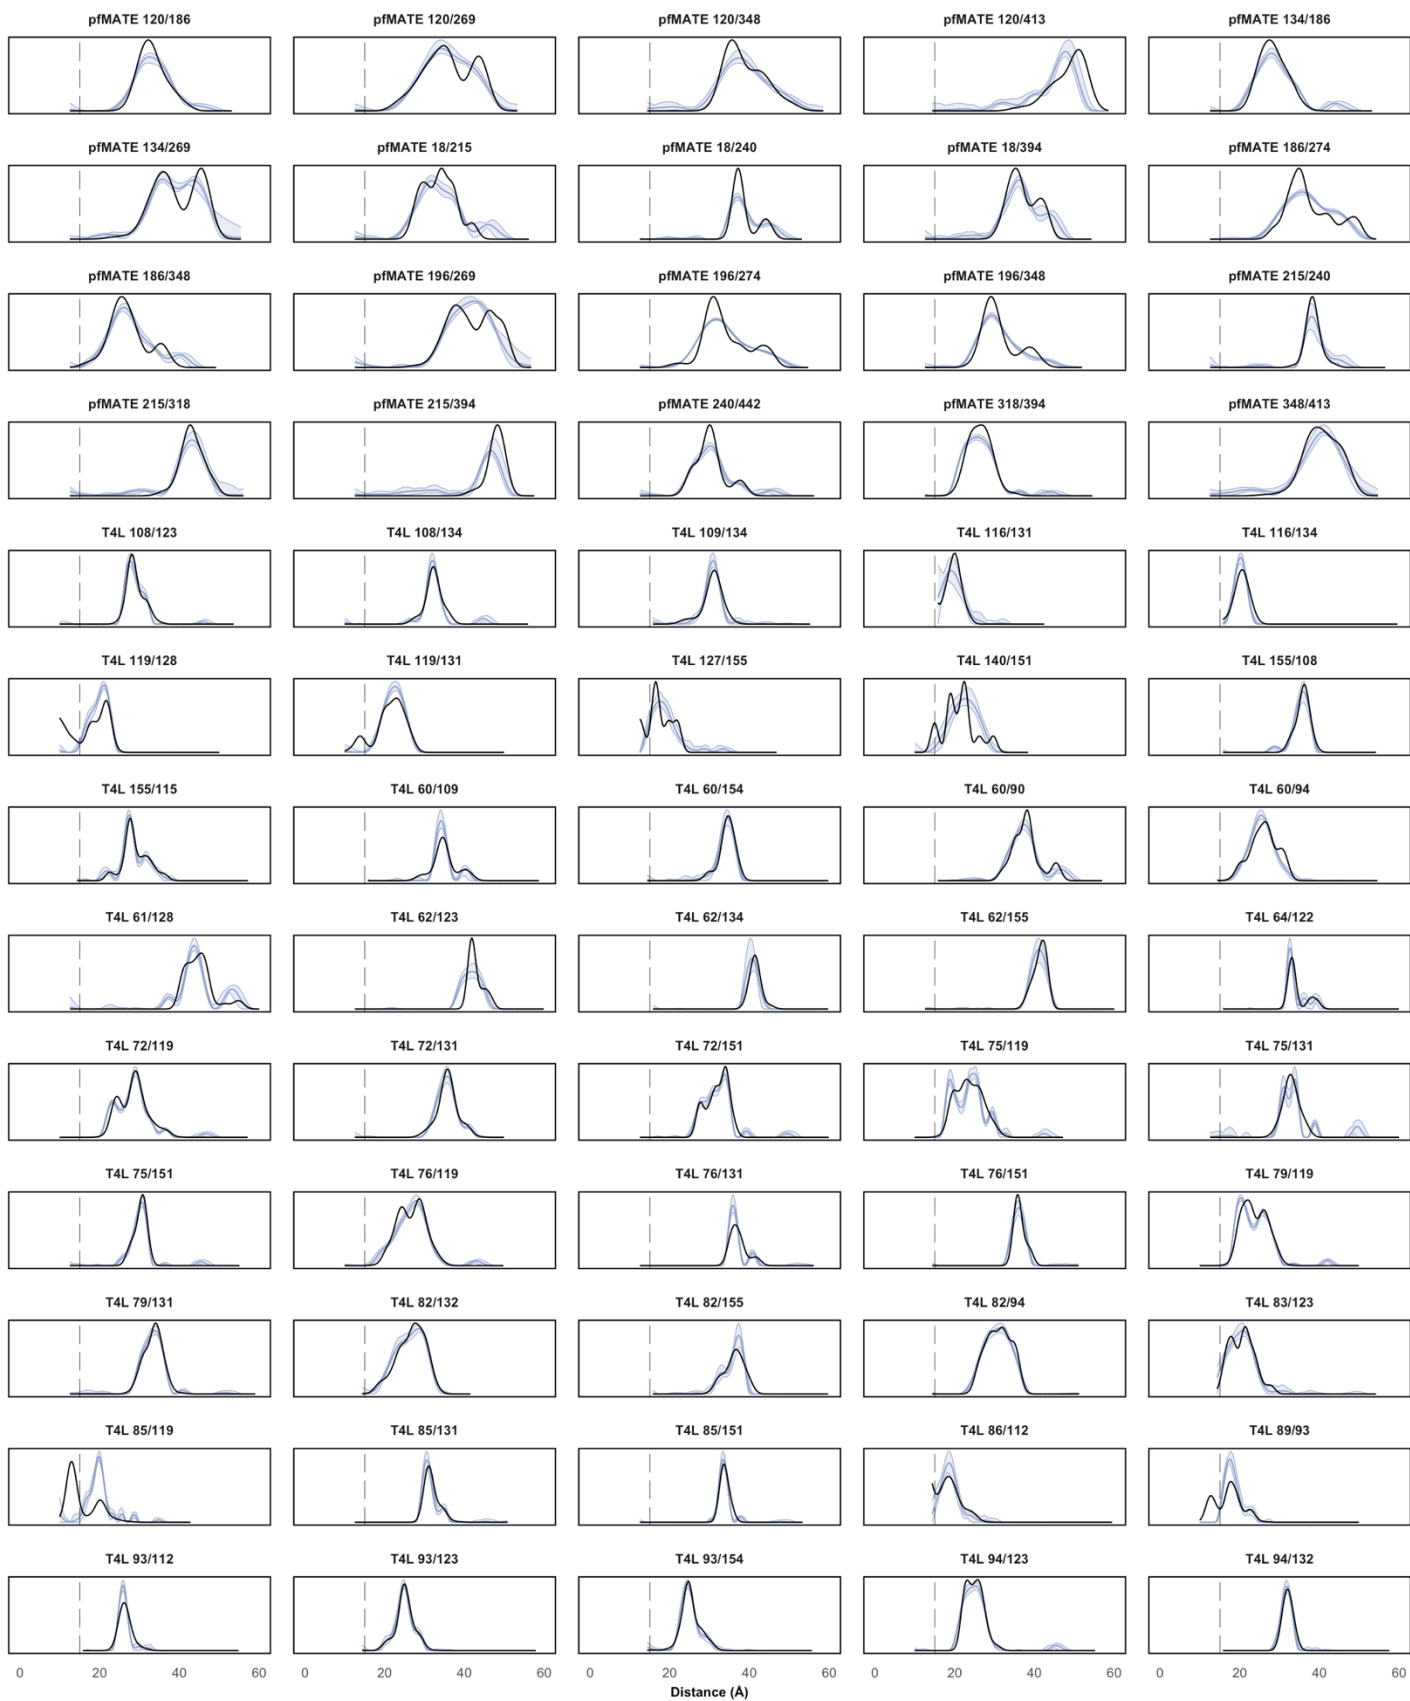 pfMATE 120/186 pfMATE 120/269 pfMATE 120/348 pfMATE 120/413 pfMATE 134/186
pfMATE 134/269 pfMATE 18/215 pfMATE 18/240 pfMATE 18/394 pfMATE 186/274
pfMATE 186/348 pfMATE 196/269 pfMATE 196/274 pfMATE 196/348 pfMATE 215/240
pfMATE 215/318 pfMATE 215/394 pfMATE 240/442 pfMATE 318/394 pfMATE 348/413
T4L 108/123 T4L 108/134 T4L 109/134 T4L 116/131 T4L 116/134
T4L 119/128 T4L 119/131 T4L 127/155 T4L 140/151 T4L 155/108
T4L 155/115 T4L 60/109 T4L 60/154 T4L 60/90 T4L 60/94
T4L 61/128 T4L 62/123 T4L 62/134 T4L 62/155 T4L 64/122
T4L 72/119 T4L 72/131 T4L 72/151 T4L 75/119 T4L 75/131
T4L 75/151 T4L 76/119 T4L 76/131 T4L 76/151 T4L 79/119
T4L 79/131 T4L 82/132 T4L 82/155 T4L 82/94 T4L 83/123
T4L 85/119 T4L 85/131 T4L 85/151 T4L 86/112 T4L 89/93
T4L 93/112 T4L 93/123 T4L 93/154 T4L 94/123 T4L 94/132
0 20 40 60 0 20 40 60 0 20 40 60 0 20 40 60 0 20 40 60
Distance (Å)